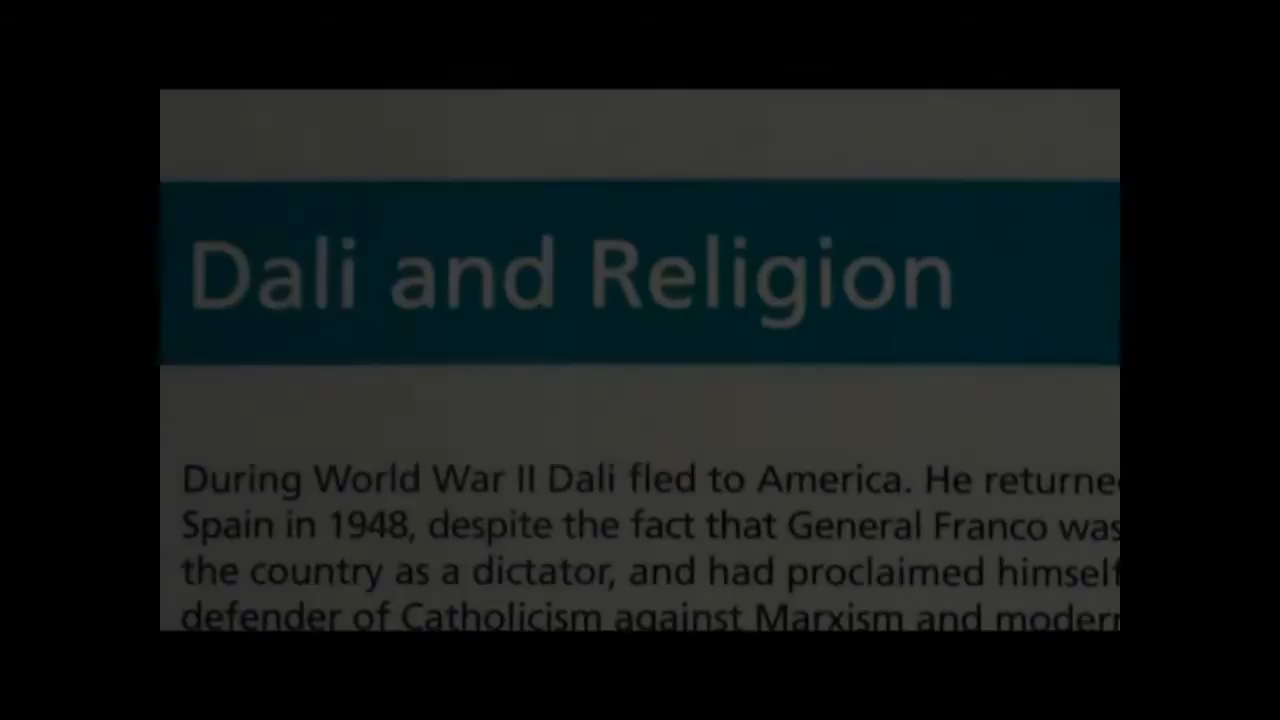 Dali and Religion
During World War II Dali fled to America. He returne
Spain in 1948, despite the fact that General Franco was
the country as a dictator, and had proclaimed himself
defender of Catholicism against Marxism and modern